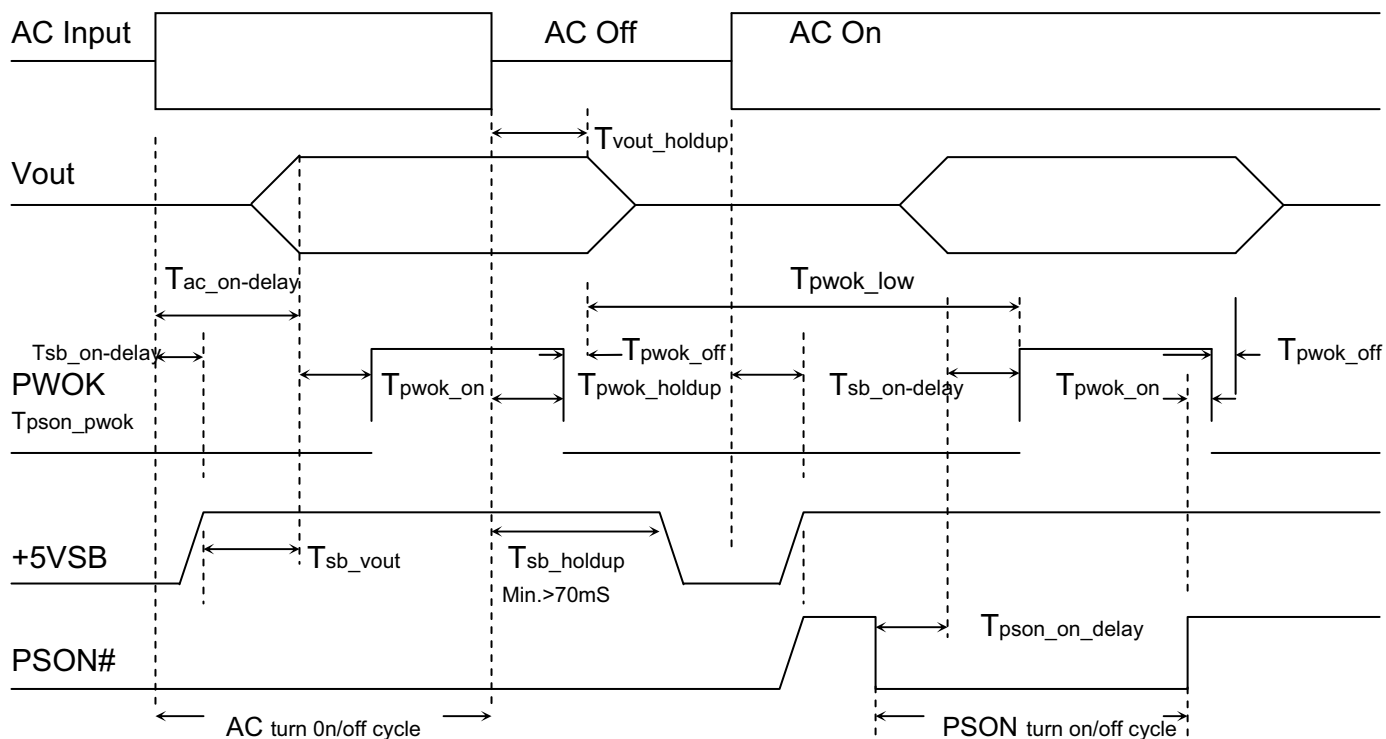 AC Input
AC Off
AC On
Tvout_holdup
Vout
Tac_on-delay
Tpwok_low
Tsb_on-delay
Tpwok_off
Tpwok_off
PWOK
Tpwok_on
Tpwok_holdup
Tsb_on-delay
Tpwok_on
Tpson_pwok
+5VSB
Tsb_vout
Tsb_holdup
Min.>70mS
Tpson_on_delay
PSON#
AC turn 0n/off cycle
PSON turn on/off cycle